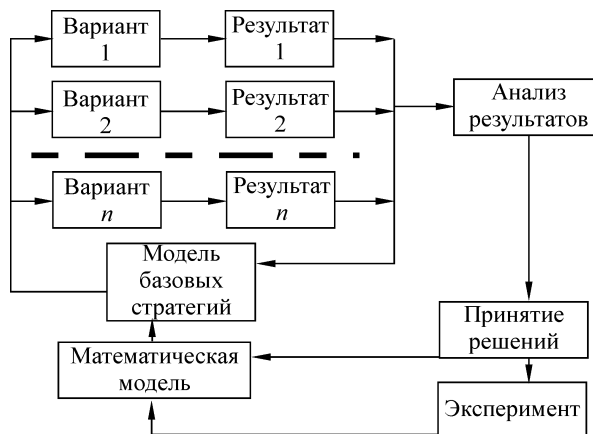 Вариант
1
Результат
1
Вариант
2
Результат
2
Анализ
результатов
Вариант
n
Результат
n
Модель
базовых
стратегий
Принятие
решений
Математическая
модель
Эксперимент